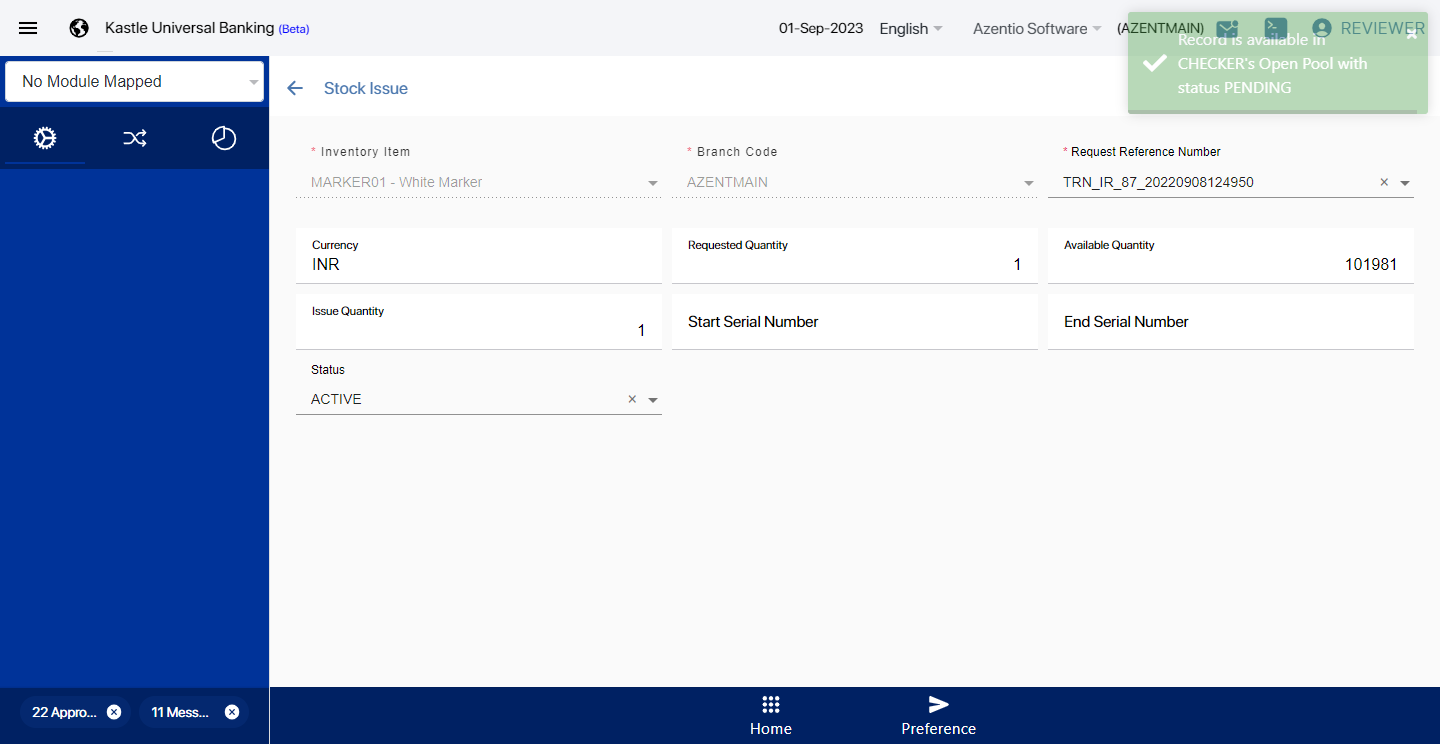 Kastle Universal Banking (Beta)
01-Sep-2023
English
Azentio Software
(AZENTMAIN)
REVIEWER
Record is available in
CHECKER's Open Pool with
status PENDING
No Module Mapped
Stock Issue
* Inventory Item
* Branch Code
* Request Reference Number
MARKER01 - White Marker
AZENTMAIN
TRN_IR_87_20220908124950
Currency
INR
Requested Quantity
1
Available Quantity
101981
Issue Quantity
1
Start Serial Number
End Serial Number
Status
ACTIVE
22 Appro...
11 Mess...
Home
Preference